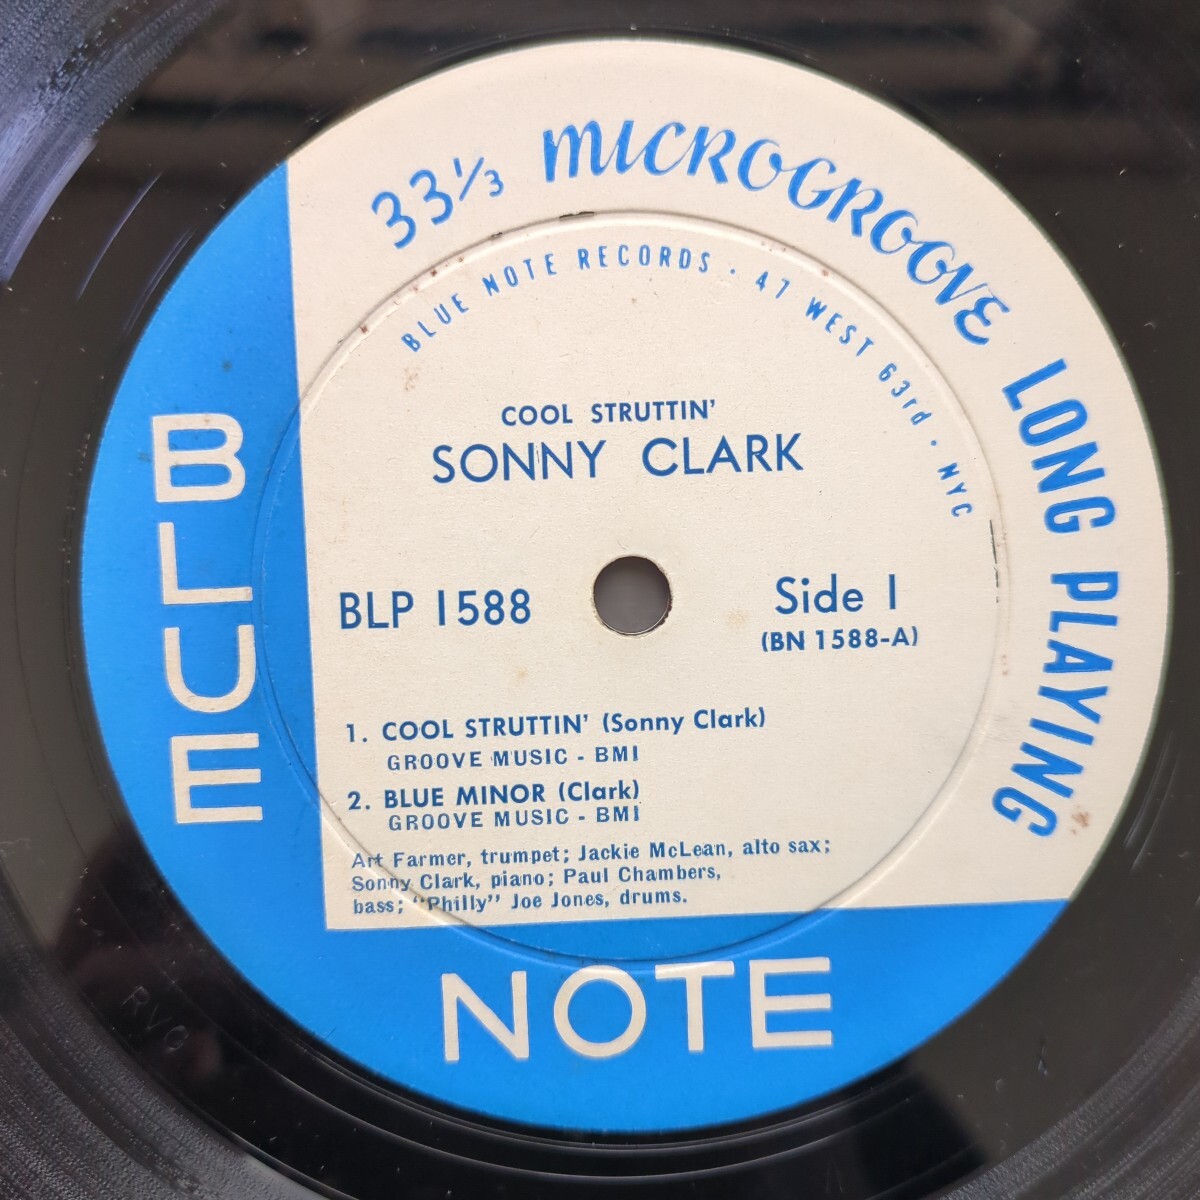 33⅓ MICROGROOVE LONG PLAYING
BLUE NOTE RECORDS · 47 WEST 63rd · NYC
COOL STRUTTIN'
SONNY CLARK
BLP 1588
Side 1
(BN 1588-A)
1. COOL STRUTTIN' (Sonny Clark)
GROOVE MUSIC - BMI
2. BLUE MINOR (Clark)
GROOVE MUSIC - BMI
Art Farmer, trumpet; Jackie McLean, alto sax;
Sonny Clark, piano; Paul Chambers,
bass; "Philly" Joe Jones, drums.
BLUE
NOTE
RVG